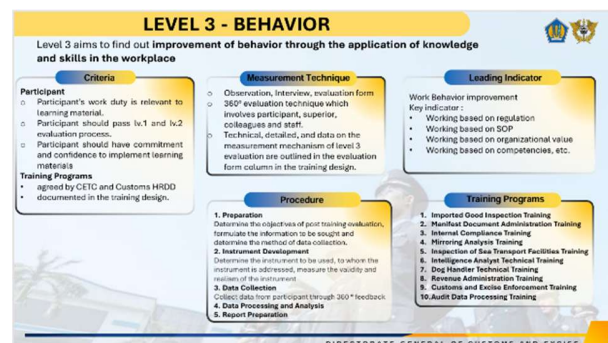 LEVEL 3 - BEHAVIOR
Level 3 aims to find out improvement of behavior through the application of knowledge
and skills in the workplace
Criteria
Participant
o Participant's work duty is relevant to
learning material.
o Participant should pass lv.1 and lv.2
evaluation process.
o Participant should have commitment
and confidence to implement learning
materials
Training Programs
• agreed by CETC and Customs HRDD
• documented in the training design.
Measurement Technique
o Observation, Interview, evaluation form
o 360° evaluation technique which
involves participant, superior,
colleagues and staff.
o Technical, detailed, and data on the
measurement mechanism of level 3
evaluation are outlined in the evaluation
form column in the training design.
Leading Indicator
Work Behavior improvement
Key indicator :
• Working based on regulation
• Working based on SOP
• Working based on organizational value
• Working based on competencies, etc.
Procedure
1. Preparation
Determine the objectives of post training evaluation,
formulate the information to be sought and
determine the method of data collection.
2. Instrument Development
Determine the instrument to be used, to whom the
instrument is addressed, measure the validity and
realism of the instrument
3. Data Collection
Collect data from participant through 360° feedback
4. Data Processing and Analysis
5. Report Preparation
Training Programs
1. Imported Good Inspection Training
2. Manifest Document Administration Training
3. Internal Compliance Training
4. Mirroring Analysis Training
5. Inspection of Sea Transport Facilities Training
6. Intelligence Analyst Technical Training
7. Dog Handler Technical Training
8. Revenue Administration Training
9. Customs and Excise Enforcement Training
10. Audit Data Processing Training
DIRECTORATE GENERAL OF CUSTOMS AND EXCISE